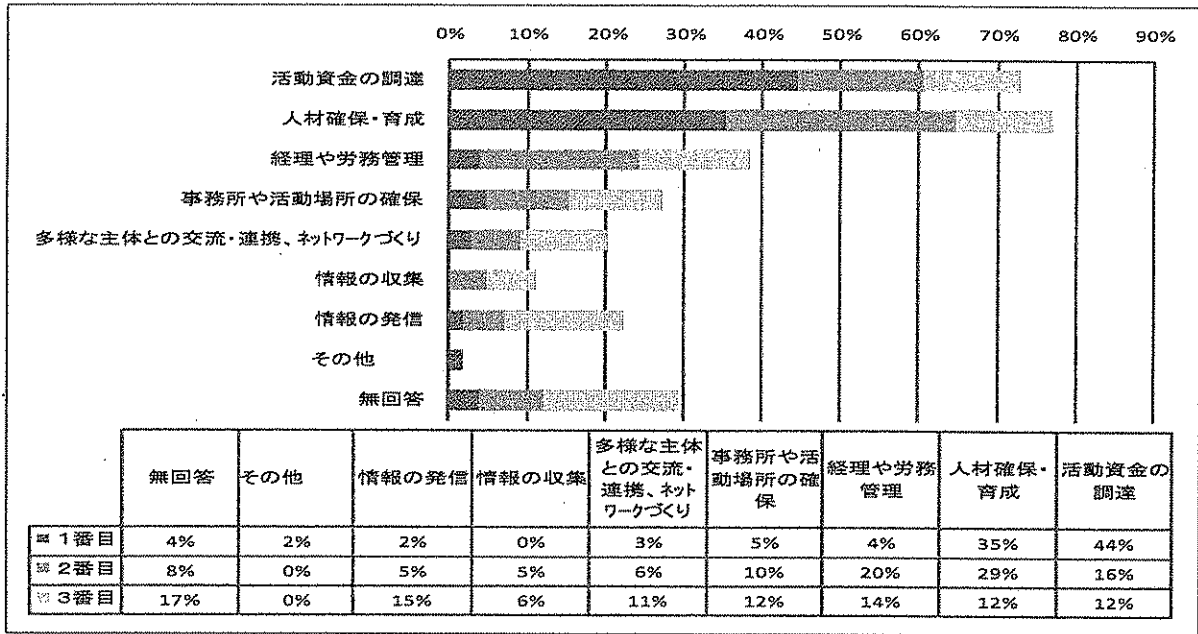 0% 10% 20% 30% 40% 50% 60% 70% 80% 90%
活動資金の調達
人材確保・育成
経理や労務管理
事務所や活動場所の確保
多様な主体との交流・連携、ネットワークづくり
情報の収集
情報の発信
その他
無回答
無回答 その他 情報の発信 情報の収集 多様な主体との交流・連携、ネットワークづくり 事務所や活動場所の確保 経理や労務管理 人材確保・育成 活動資金の調達
1番目 4% 2% 2% 0% 3% 5% 4% 35% 44%
2番目 8% 0% 5% 5% 6% 10% 20% 29% 16%
3番目 17% 0% 15% 6% 11% 12% 14% 12% 12%